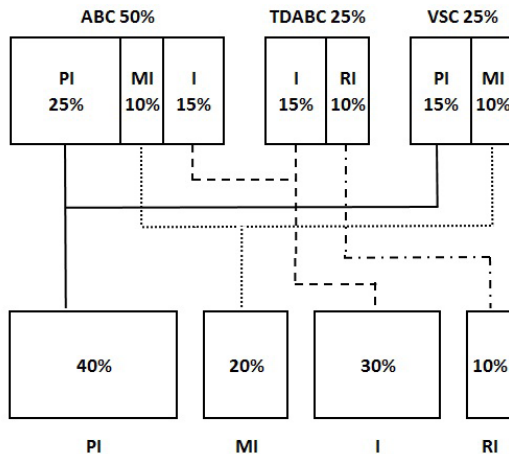 ABC 50% TDABC 25% VSC 25%
PI MI I I RI PI MI
25% 10% 15% 15% 10% 15% 10%
40% 20% 30% 10%
PI MI I RI